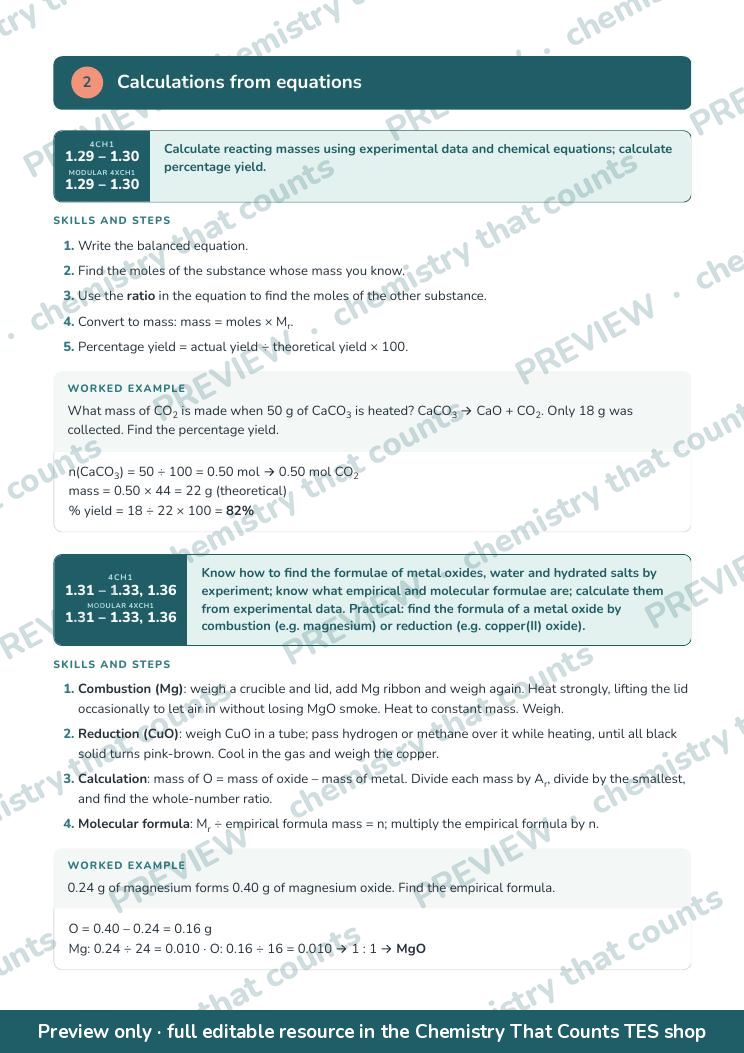 2 Calculations from equations
4CH1
1.29 – 1.30
MODULAR 4XCH1
1.29 – 1.30
Calculate reacting masses using experimental data and chemical equations; calculate
percentage yield.
SKILLS AND STEPS
1. Write the balanced equation.
2. Find the moles of the substance whose mass you know.
3. Use the ratio in the equation to find the moles of the other substance.
4. Convert to mass: mass = moles × Mᵣ.
5. Percentage yield = actual yield ÷ theoretical yield × 100.
WORKED EXAMPLE
What mass of CO₂ is made when 50 g of CaCO₃ is heated? CaCO₃ → CaO + CO₂. Only 18 g was
collected. Find the percentage yield.
n(CaCO₃) = 50 ÷ 100 = 0.50 mol → 0.50 mol CO₂
mass = 0.50 × 44 = 22 g (theoretical)
% yield = 18 ÷ 22 × 100 = 82%
4CH1
1.31 – 1.33, 1.36
MODULAR 4XCH1
1.31 – 1.33, 1.36
Know how to find the formulae of metal oxides, water and hydrated salts by
experiment; know what empirical and molecular formulae are; calculate them
from experimental data. Practical: find the formula of a metal oxide by
combustion (e.g. magnesium) or reduction (e.g. copper(II) oxide).
SKILLS AND STEPS
1. Combustion (Mg): weigh a crucible and lid, add Mg ribbon and weigh again. Heat strongly, lifting the lid
occasionally to let air in without losing MgO smoke. Heat to constant mass. Weigh.
2. Reduction (CuO): weigh CuO in a tube; pass hydrogen or methane over it while heating, until all black
solid turns pink-brown. Cool in the gas and weigh the copper.
3. Calculation: mass of O = mass of oxide – mass of metal. Divide each mass by Aᵣ, divide by the smallest,
and find the whole-number ratio.
4. Molecular formula: Mᵣ ÷ empirical formula mass = n; multiply the empirical formula by n.
WORKED EXAMPLE
0.24 g of magnesium forms 0.40 g of magnesium oxide. Find the empirical formula.
O = 0.40 – 0.24 = 0.16 g
Mg: 0.24 ÷ 24 = 0.010 · O: 0.16 ÷ 16 = 0.010 → 1 : 1 → MgO
PREVIEW · chemistry that counts
Preview only · full editable resource in the Chemistry That Counts TES shop